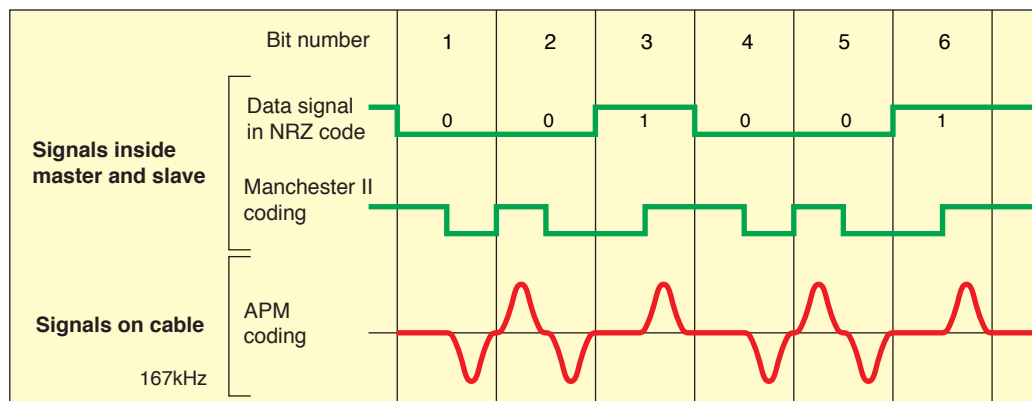 Bit number 1 2 3 4 5 6
Data signal
in NRZ code
0 0 1 0 0 1
Signals inside
master and slave
Manchester II
coding
APM
coding
Signals on cable
167kHz